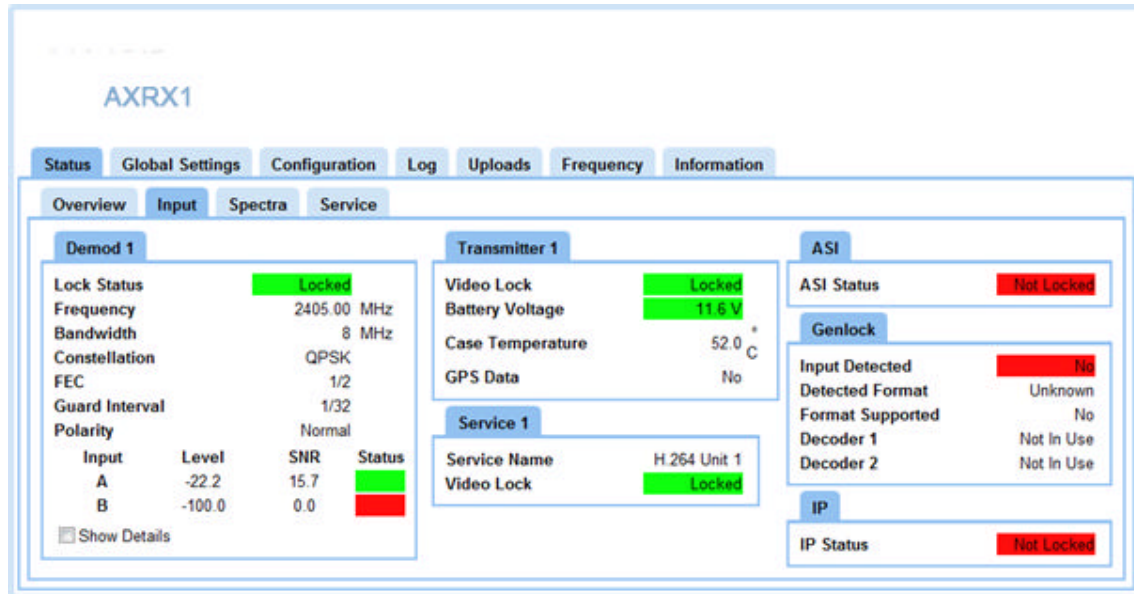 AXRX1
Status Global Settings Configuration Log Uploads Frequency Information
Overview Input Spectra Service
Demod 1
Lock Status Locked
Frequency 2405.00 MHz
Bandwidth 8 MHz
Constellation QPSK
FEC 1/2
Guard Interval 1/32
Polarity Normal
Input Level SNR Status
A -22.2 15.7
B -100.0 0.0
Show Details
Transmitter 1
Video Lock Locked
Battery Voltage 11.6 V
Case Temperature 52.0 °C
GPS Data No
Service 1
Service Name H.264 Unit 1
Video Lock Locked
ASI
ASI Status Not Locked
Genlock
Input Detected No
Detected Format Unknown
Format Supported No
Decoder 1 Not In Use
Decoder 2 Not In Use
IP
IP Status Not Locked